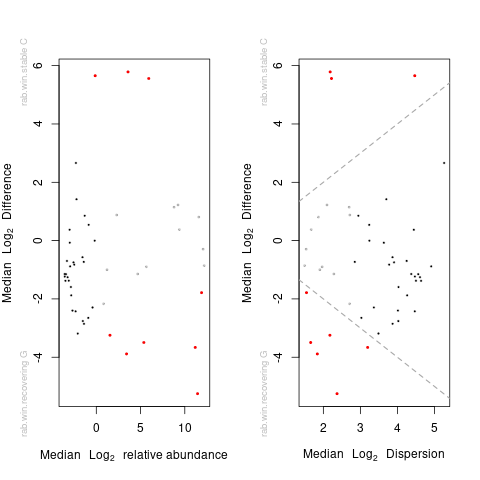 rab.win.stable C
rab.win.recovering G
Median Log2 Difference
6
4
2
0
-2
-4
0 5 10
Median Log2 relative abundance
rab.win.stable C
rab.win.recovering G
Median Log2 Difference
6
4
2
0
-2
-4
2 3 4 5
Median Log2 Dispersion